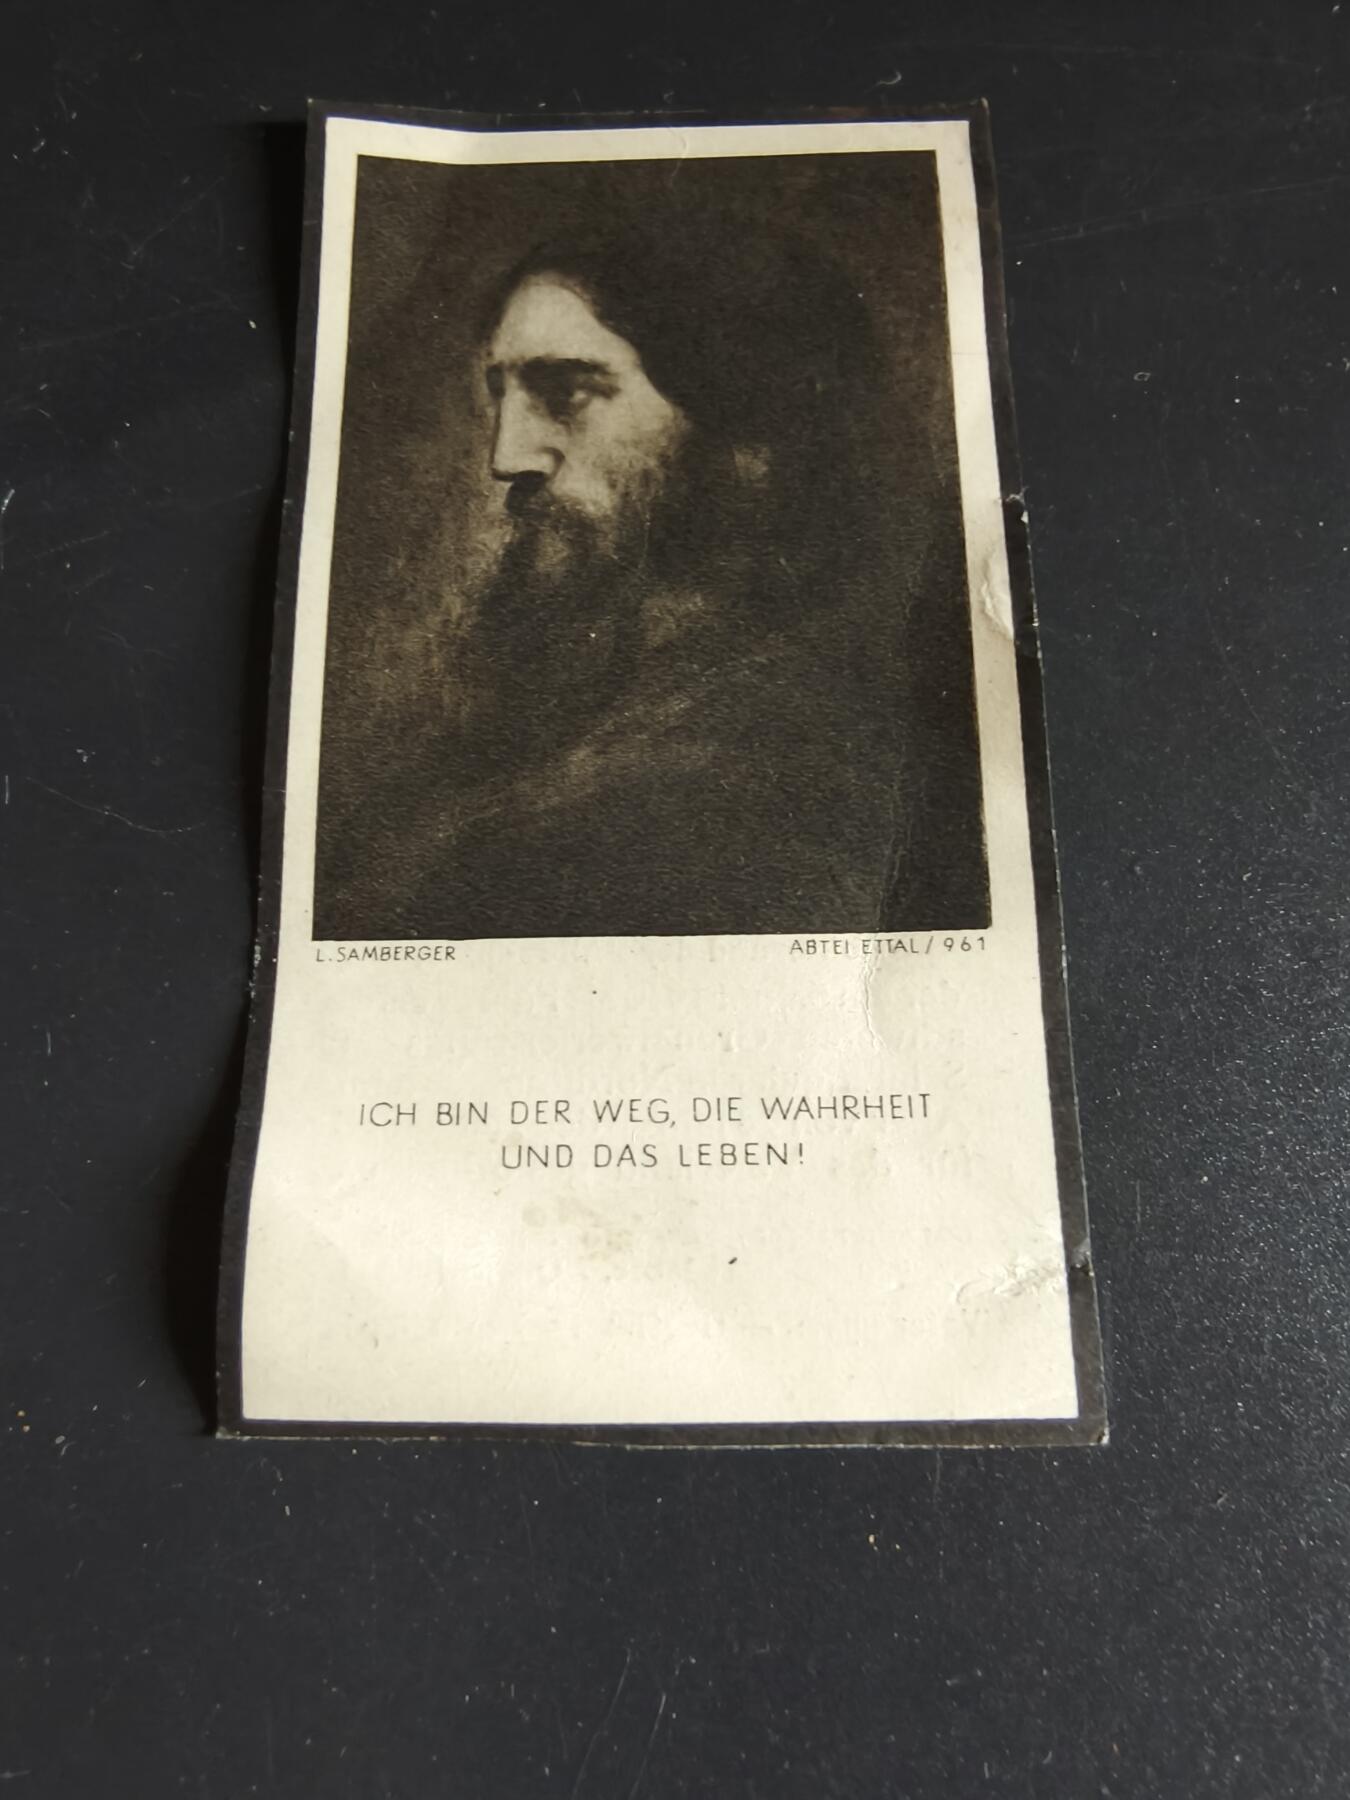 L. SAMBERGER
ABTEI ETTAL / 961
ICH BIN DER WEG, DIE WAHRHEIT
UND DAS LEBEN!